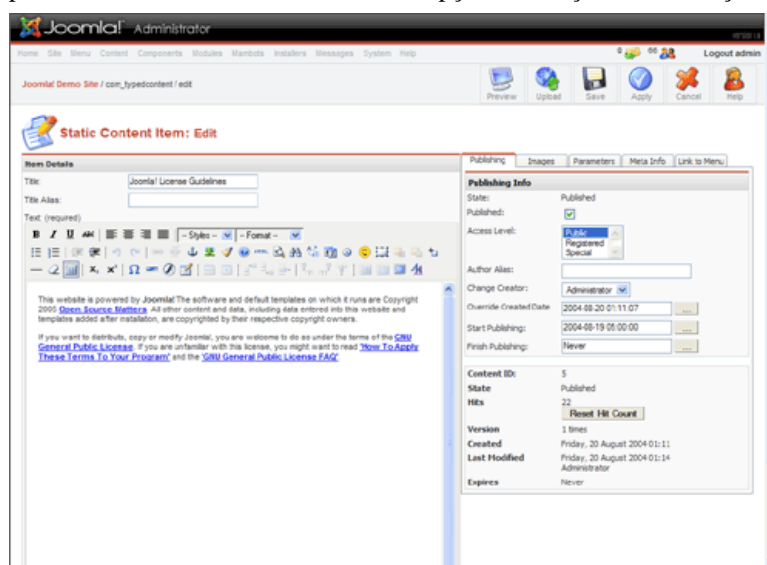 Joomla! Administrator
Home Site Menu Content Components Modules Mambots Installers Messages System Help
Logout admin
Joomla! Demo Site / com_typedcontent / edit
Preview Upload Save Apply Cancel Help
Static Content Item: Edit
Item Details
Title: Joomla! License Guidelines
Title Alias:
Text: (required)
B I U ABC -- Styles -- -- Format --
This website is powered by Joomla! The software and default templates on which it runs are Copyright
2005 Open Source Matters. All other content and data, including data entered into this website and
templates added after installation, are copyrighted by their respective copyright owners.
If you want to distribute, copy or modify Joomla!, you are welcome to do so under the terms of the GNU
General Public License. If you are unfamiliar with this license, you might want to read 'How To Apply
These Terms To Your Program' and the 'GNU General Public License FAQ'.
Publishing Images Parameters Meta Info Link to Menu
Publishing Info
State: Published
Published:
Access Level: Public
Registered
Special
Author Alias:
Change Creator: Administrator
Override Created Date 2004-08-20 01:11:07 ...
Start Publishing: 2004-08-19 05:00:00 ...
Finish Publishing: Never ...
Content ID: 5
State Published
Hits 22
Reset Hit Count
Version 1 times
Created Friday, 20 August 2004 01:11
Last Modified Friday, 20 August 2004 01:14
Administrator
Expires Never